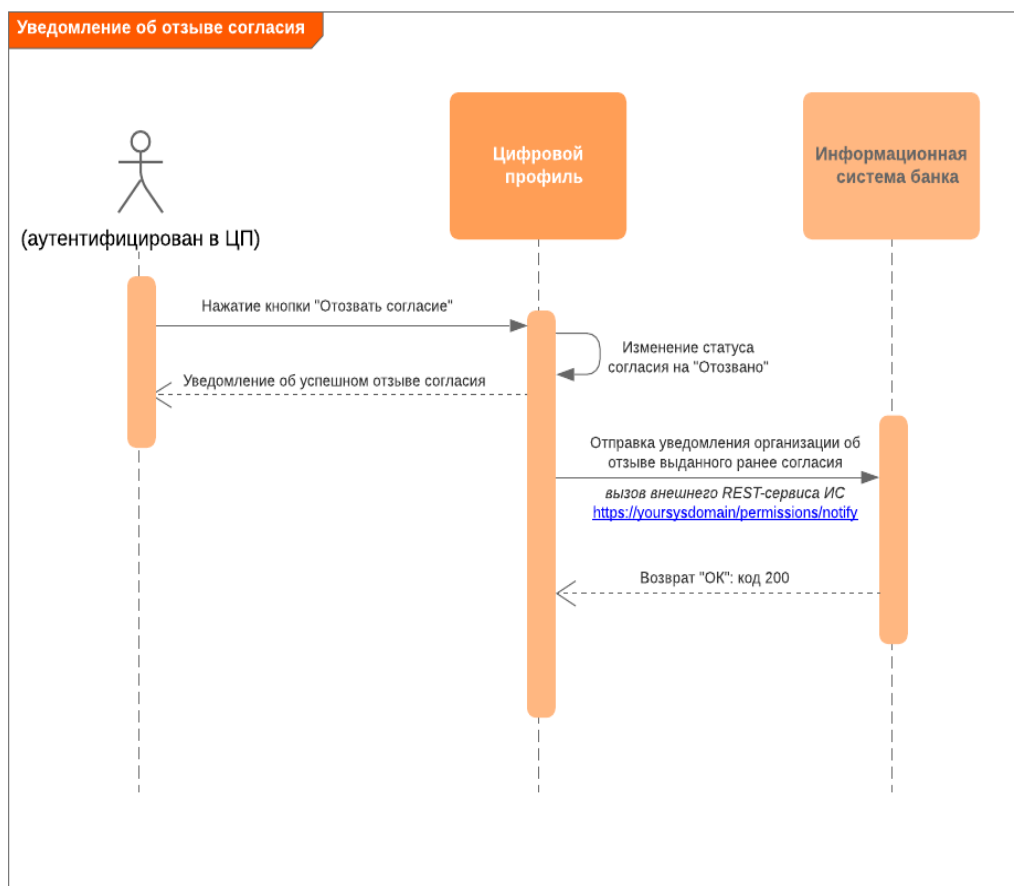 Уведомление об отзыве согласия
Цифровой
профиль
Информационная
система банка
(аутентифицирован в ЦП)
Нажатие кнопки "Отозвать согласие"
Изменение статуса
согласия на "Отозвано"
Уведомление об успешном отзыве согласия
Отправка уведомления организации об
отзыве выданного ранее согласия
вызов внешнего REST-сервиса ИС
https://yoursysdomain/permissions/notify
Возврат "ОК": код 200